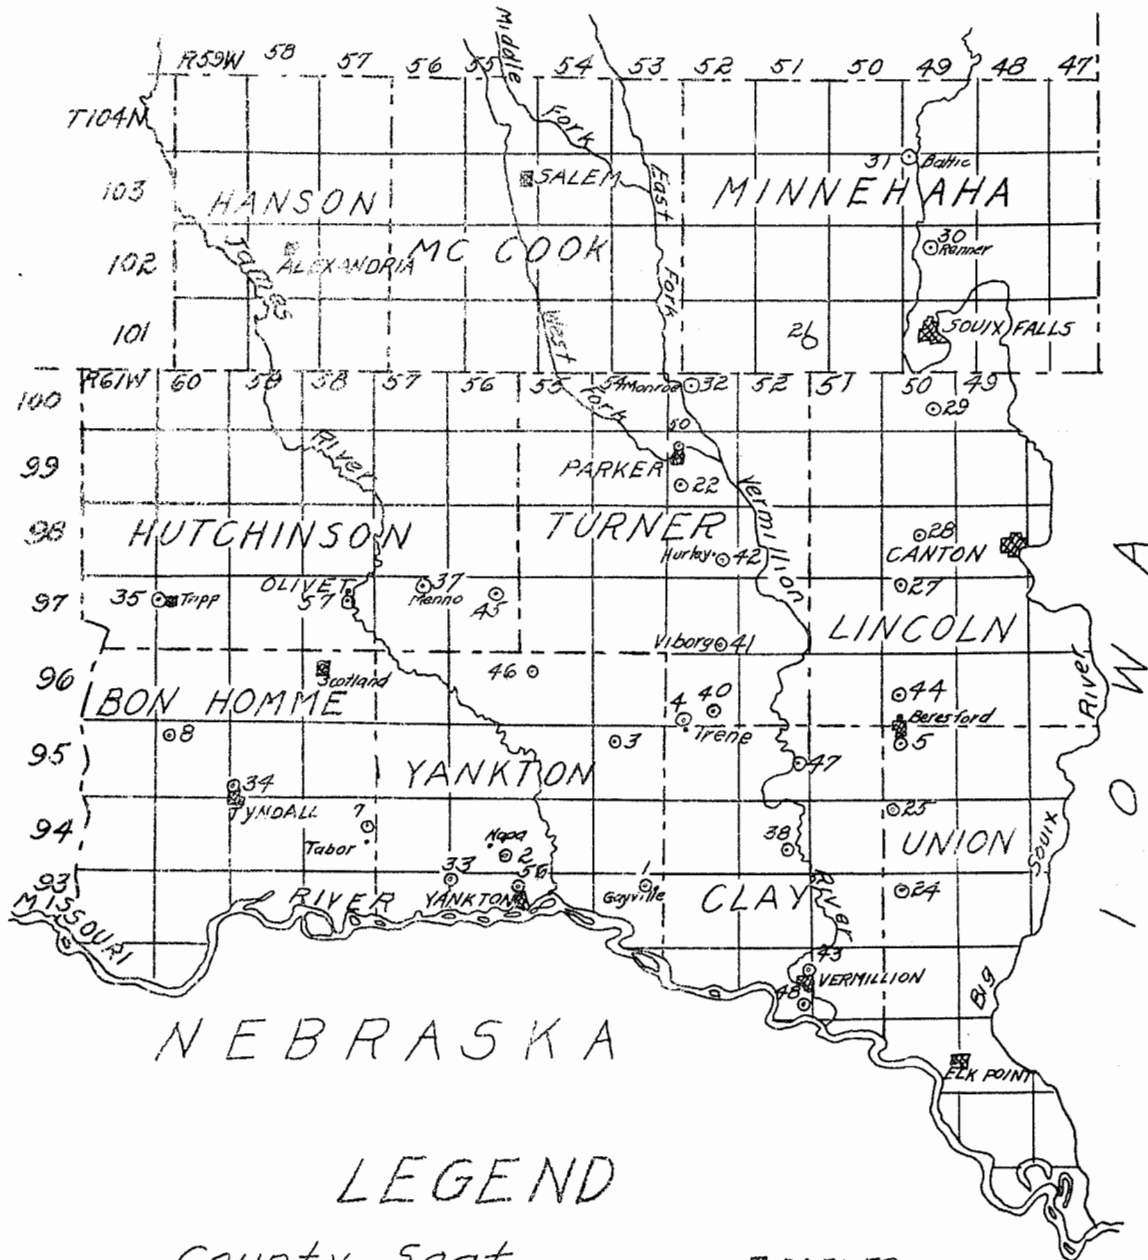 R59W 58 57 56 55 54 53 52 51 50 49 48 47
Middle
Fork
T104N
31 Baltic
103
HANSON
SALEM
East
MINNEHAHA
James
ALEXANDRIA
MC COOK
102
30
Renner
Fork
101
West
26
SOUIX FALLS
R61W 60 59 58 57 56 55 54 Monroe 32 52 51 50 49
100
Fork
29
River
50
99
PARKER
22
Vermillion
98
HUTCHINSON
TURNER
28
CANTON
Hurley 42
OLIVET
37
Menno
27
97
35 Tripp
57
45
LINCOLN
Viborg 41
96
Scotland
46
River
BON HOMME
4 40
44
Irene
Beresford
8
3
5
95
YANKTON
47
34
TYNDALL
7
25
94
Tabor
Napa
2
38
UNION
Souix
33
56
1
93
Gayville
24
MISSOURI
RIVER
YANKTON
CLAY
River
43
VERMILLION
48
Big
IOWA
NEBRASKA
ELK POINT
LEGEND
County Seat
PARKER